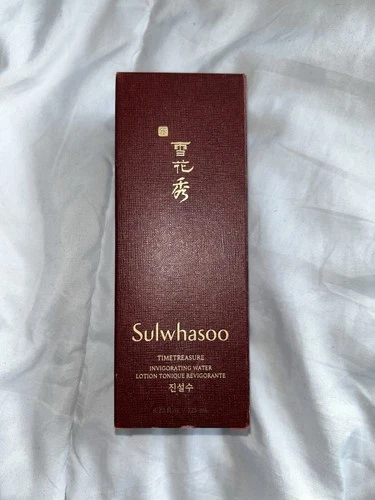 雪
花
秀
Sulwhasoo
TIMETREASURE
INVIGORATING WATER
LOTION TONIQUE REVIGORANTE
진설수